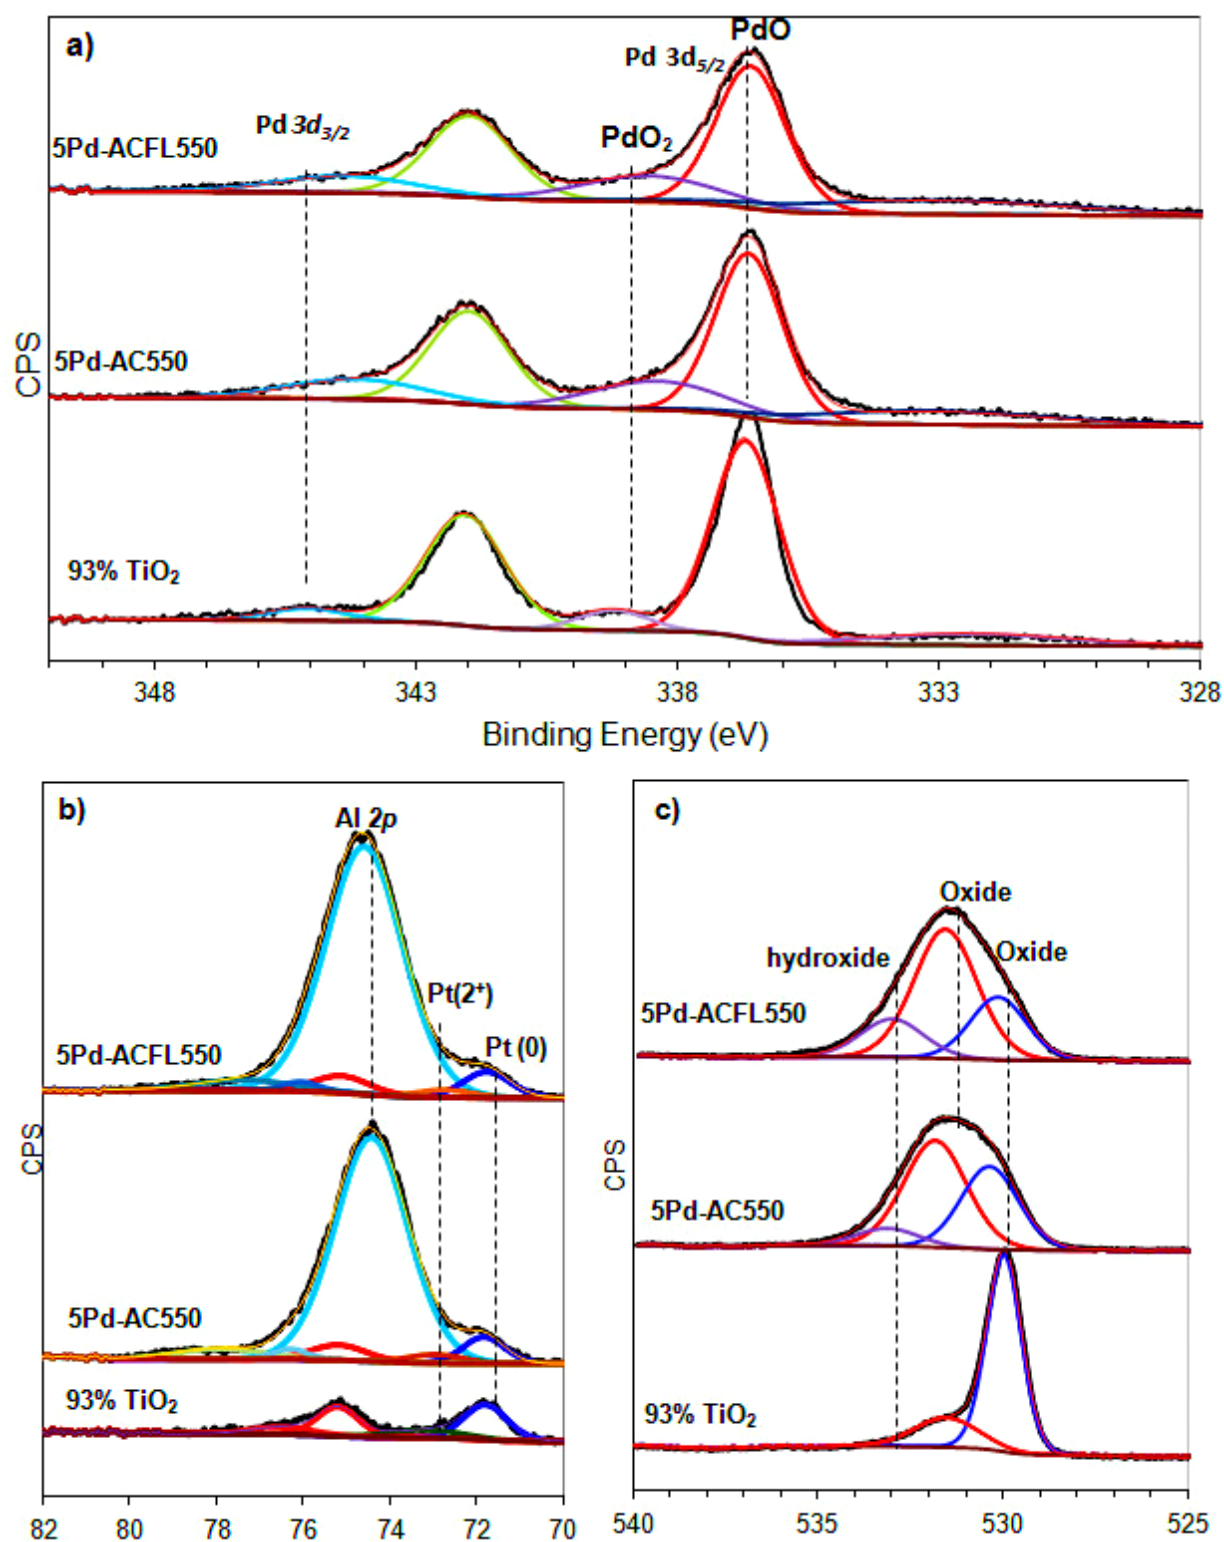 a)
PdO
Pd 3d5/2
Pd 3d3/2
PdO2
5Pd-ACFL550
CPS
5Pd-AC550
93% TiO2
348 343 338 333 328
Binding Energy (eV)
b)
Al 2p
Pt(2+)
Pt (0)
5Pd-ACFL550
CPS
5Pd-AC550
93% TiO2
82 80 78 76 74 72 70
c)
Oxide
hydroxide
Oxide
5Pd-ACFL550
CPS
5Pd-AC550
93% TiO2
540 535 530 525